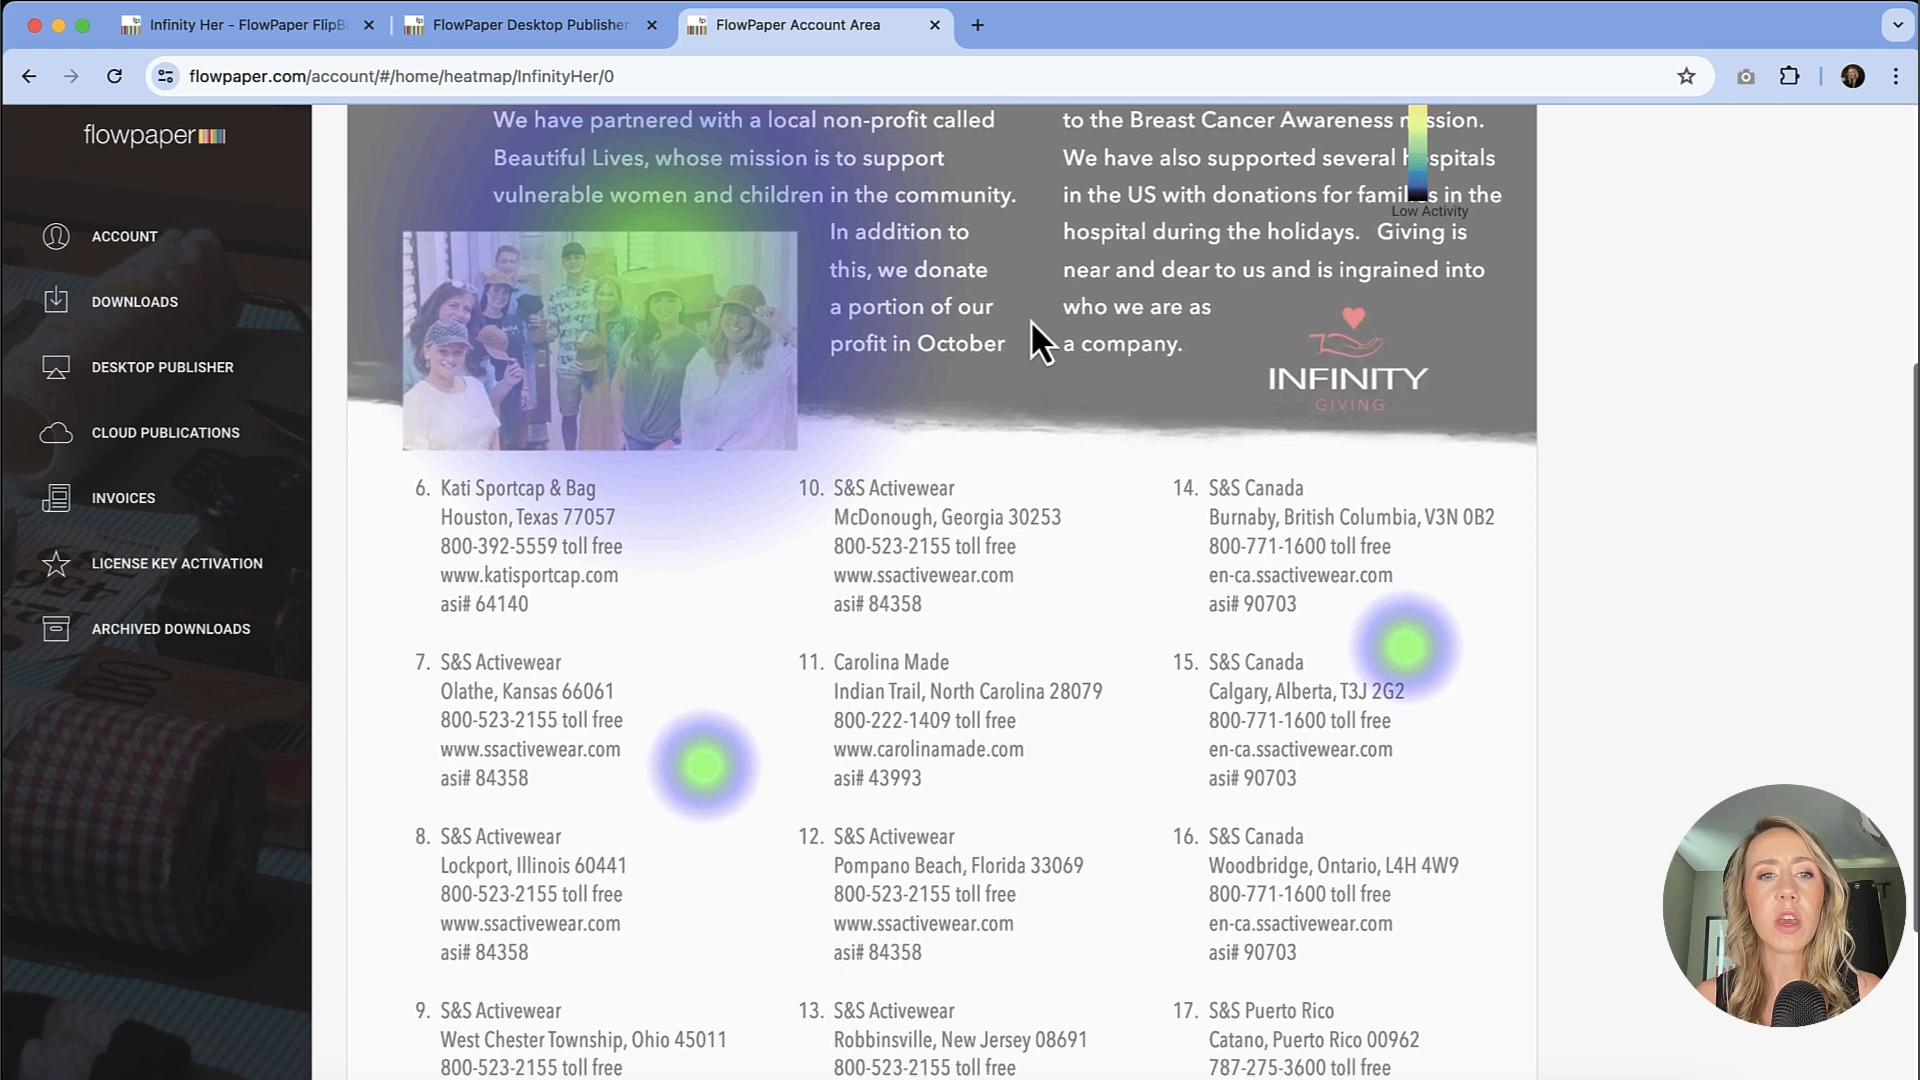 Infinity Her - FlowPaper FlipB
FlowPaper Desktop Publisher
FlowPaper Account Area
flowpaper.com/account/#/home/heatmap/InfinityHer/0
flowpaper
ACCOUNT
DOWNLOADS
DESKTOP PUBLISHER
CLOUD PUBLICATIONS
INVOICES
LICENSE KEY ACTIVATION
ARCHIVED DOWNLOADS
We have partnered with a local non-profit called
Beautiful Lives, whose mission is to support
vulnerable women and children in the community.
In addition to
this, we donate
a portion of our
profit in October
to the Breast Cancer Awareness mission.
We have also supported several hospitals
in the US with donations for families in the
hospital during the holidays. Giving is
near and dear to us and is ingrained into
who we are as
a company.
Low Activity
INFINITY
GIVING
6. Kati Sportcap & Bag
Houston, Texas 77057
800-392-5559 toll free
www.katisportcap.com
asi# 64140
7. S&S Activewear
Olathe, Kansas 66061
800-523-2155 toll free
www.ssactivewear.com
asi# 84358
8. S&S Activewear
Lockport, Illinois 60441
800-523-2155 toll free
www.ssactivewear.com
asi# 84358
9. S&S Activewear
West Chester Township, Ohio 45011
800-523-2155 toll free
10. S&S Activewear
McDonough, Georgia 30253
800-523-2155 toll free
www.ssactivewear.com
asi# 84358
11. Carolina Made
Indian Trail, North Carolina 28079
800-222-1409 toll free
www.carolinamade.com
asi# 43993
12. S&S Activewear
Pompano Beach, Florida 33069
800-523-2155 toll free
www.ssactivewear.com
asi# 84358
13. S&S Activewear
Robbinsville, New Jersey 08691
800-523-2155 toll free
14. S&S Canada
Burnaby, British Columbia, V3N 0B2
800-771-1600 toll free
en-ca.ssactivewear.com
asi# 90703
15. S&S Canada
Calgary, Alberta, T3J 2G2
800-771-1600 toll free
en-ca.ssactivewear.com
asi# 90703
16. S&S Canada
Woodbridge, Ontario, L4H 4W9
800-771-1600 toll free
en-ca.ssactivewear.com
asi# 90703
17. S&S Puerto Rico
Catano, Puerto Rico 00962
787-275-3600 toll free